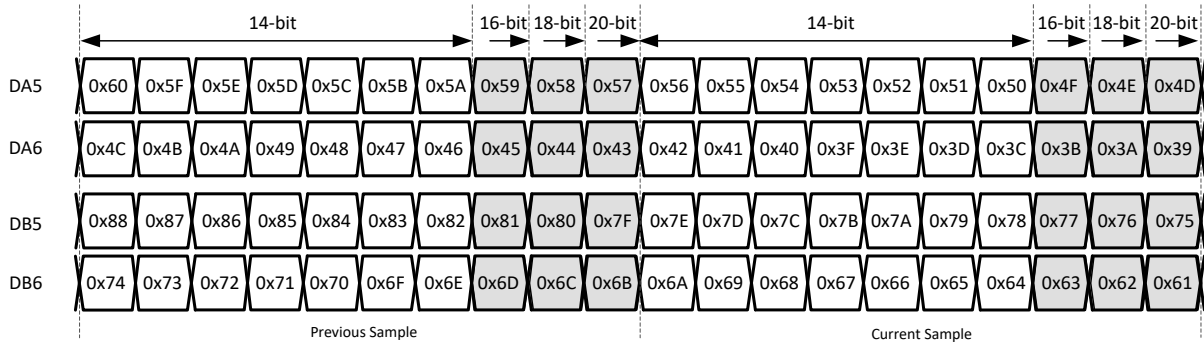 14-bit 16-bit 18-bit 20-bit 14-bit 16-bit 18-bit 20-bit
DA5 0x60 0x5F 0x5E 0x5D 0x5C 0x5B 0x5A 0x59 0x58 0x57 0x56 0x55 0x54 0x53 0x52 0x51 0x50 0x4F 0x4E 0x4D
DA6 0x4C 0x4B 0x4A 0x49 0x48 0x47 0x46 0x45 0x44 0x43 0x42 0x41 0x40 0x3F 0x3E 0x3D 0x3C 0x3B 0x3A 0x39
DB5 0x88 0x87 0x86 0x85 0x84 0x83 0x82 0x81 0x80 0x7F 0x7E 0x7D 0x7C 0x7B 0x7A 0x79 0x78 0x77 0x76 0x75
DB6 0x74 0x73 0x72 0x71 0x70 0x6F 0x6E 0x6D 0x6C 0x6B 0x6A 0x69 0x68 0x67 0x66 0x65 0x64 0x63 0x62 0x61
Previous Sample Current Sample